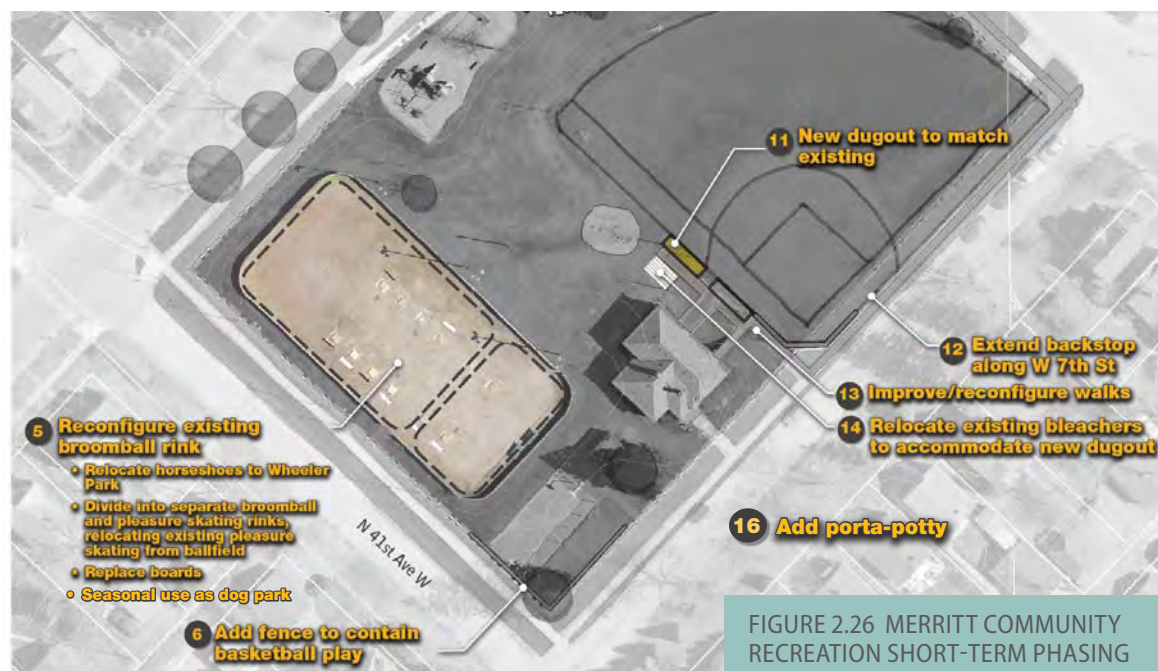 11 New dugout to match
existing
12 Extend backstop
along W 7th St
13 Improve/reconfigure walks
14 Relocate existing bleachers
to accommodate new dugout
5 Reconfigure existing
broomball rink
• Relocate horseshoes to Wheeler
Park
• Divide into separate broomball
and pleasure skating rinks,
relocating existing pleasure
skating from ballfield
• Replace boards
• Seasonal use as dog park
N 41st Ave W
16 Add porta-potty
6 Add fence to contain
basketball play
FIGURE 2.26 MERRITT COMMUNITY
RECREATION SHORT-TERM PHASING